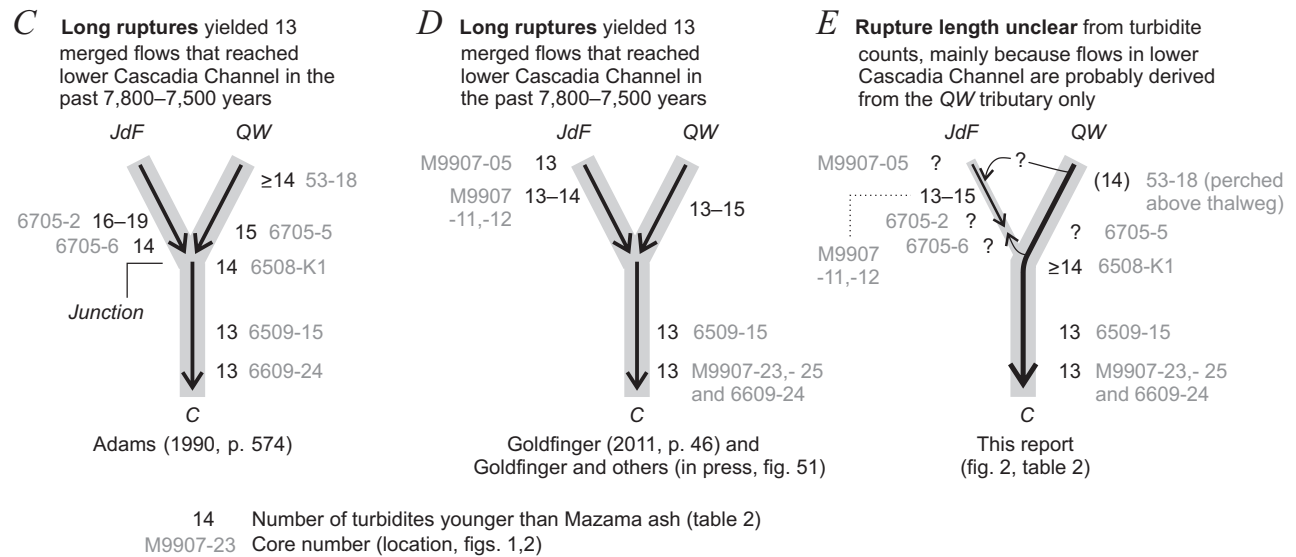 C Long ruptures yielded 13
merged flows that reached
lower Cascadia Channel in the
past 7,800–7,500 years
JdF QW
≥14 53-18
6705-2 16–19
15 6705-5
6705-6 14
14 6508-K1
Junction
13 6509-15
13 6609-24
C
Adams (1990, p. 574)
D Long ruptures yielded 13
merged flows that reached
lower Cascadia Channel in
the past 7,800–7,500 years
JdF QW
M9907-05 13
M9907
-11,-12
13–14
13–15
13 6509-15
13 M9907-23,- 25
and 6609-24
C
Goldfinger (2011, p. 46) and
Goldfinger and others (in press, fig. 51)
E Rupture length unclear from turbidite
counts, mainly because flows in lower
Cascadia Channel are probably derived
from the QW tributary only
JdF QW
M9907-05 ?
?
(14) 53-18 (perched
above thalweg)
13–15
6705-2 ?
? 6705-5
6705-6 ?
M9907
-11,-12
≥14 6508-K1
13 6509-15
13 M9907-23,- 25
and 6609-24
C
This report
(fig. 2, table 2)
14 Number of turbidites younger than Mazama ash (table 2)
M9907-23 Core number (location, figs. 1,2)